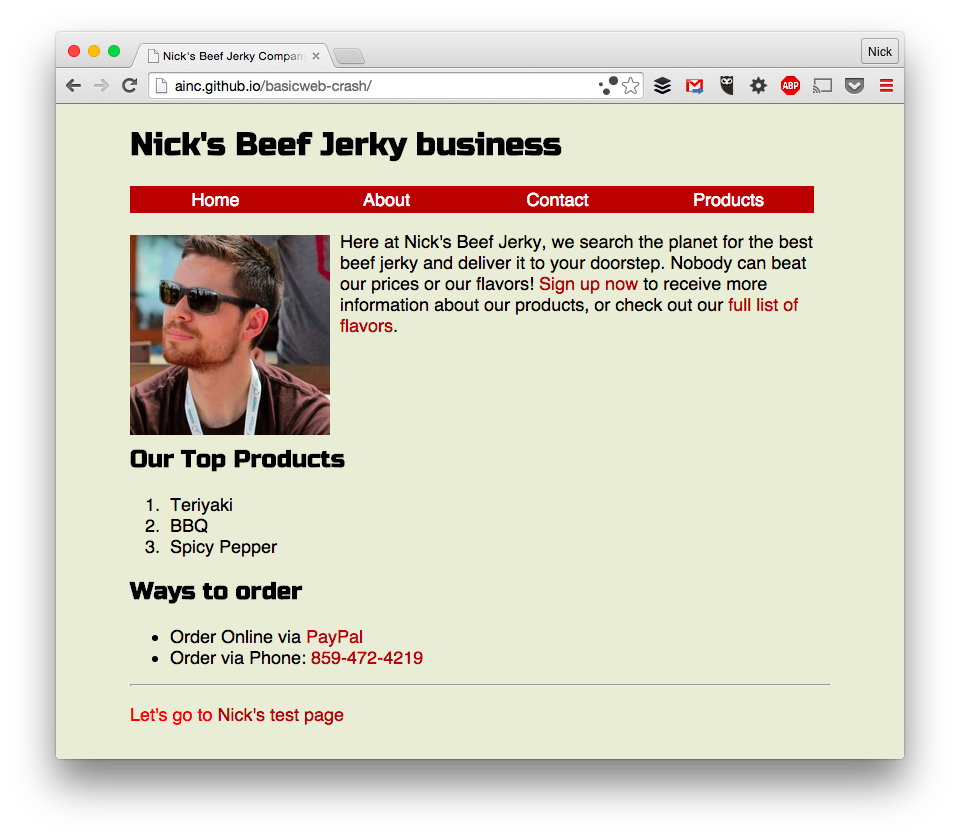 Nick's Beef Jerky Compan
Nick
ainc.github.io/basicweb-crash/
ABP
Nick's Beef Jerky business
Home About Contact Products
Here at Nick's Beef Jerky, we search the planet for the best
beef jerky and deliver it to your doorstep. Nobody can beat
our prices or our flavors! Sign up now to receive more
information about our products, or check out our full list of
flavors.
Our Top Products
1. Teriyaki
2. BBQ
3. Spicy Pepper
Ways to order
• Order Online via PayPal
• Order via Phone: 859-472-4219
Let's go to Nick's test page